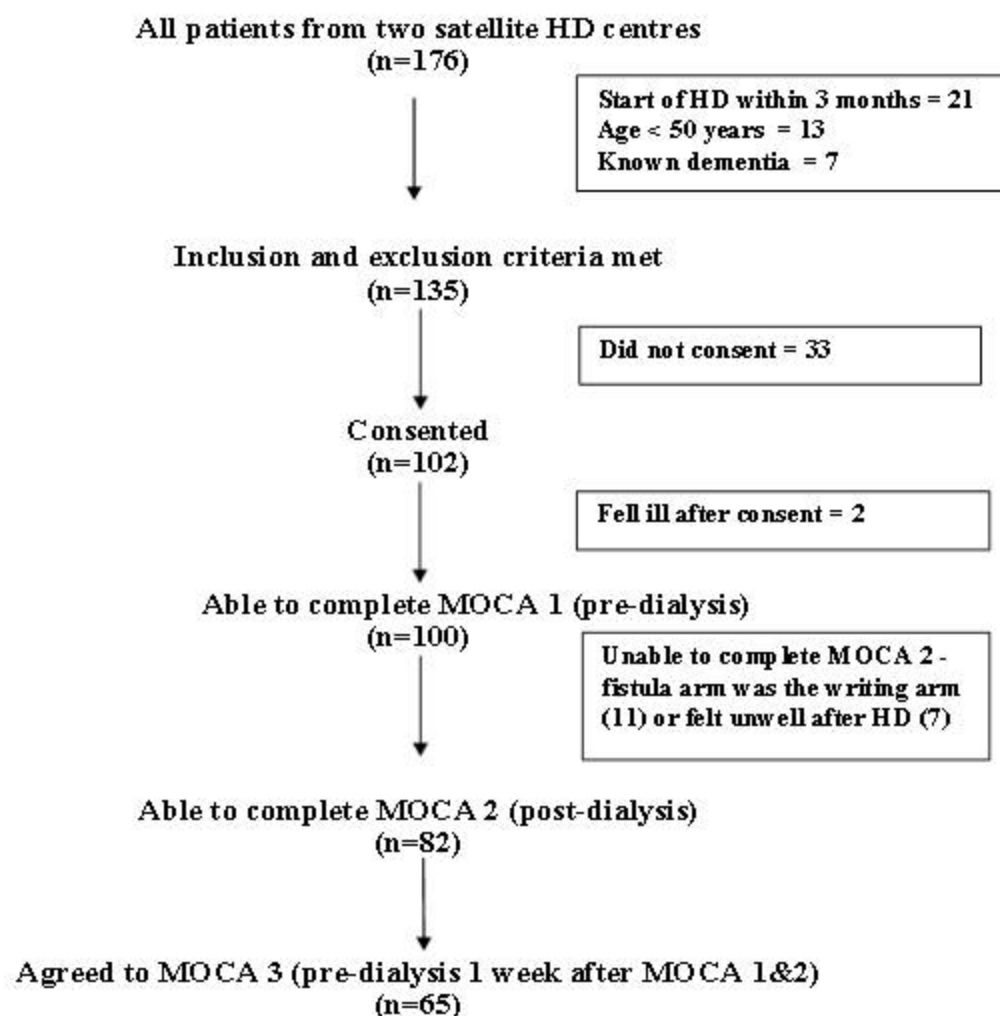 All patients from two satellite HD centres
(n=176)
Start of HD within 3 months = 21
Age < 50 years = 13
Known dementia = 7
Inclusion and exclusion criteria met
(n=135)
Did not consent = 33
Consented
(n=102)
Fell ill after consent = 2
Able to complete MOCA 1 (pre-dialysis)
(n=100)
Unable to complete MOCA 2 -
fistula arm was the writing arm
(11) or felt unwell after HD (7)
Able to complete MOCA 2 (post-dialysis)
(n=82)
Agreed to MOCA 3 (pre-dialysis 1 week after MOCA 1&2)
(n=65)